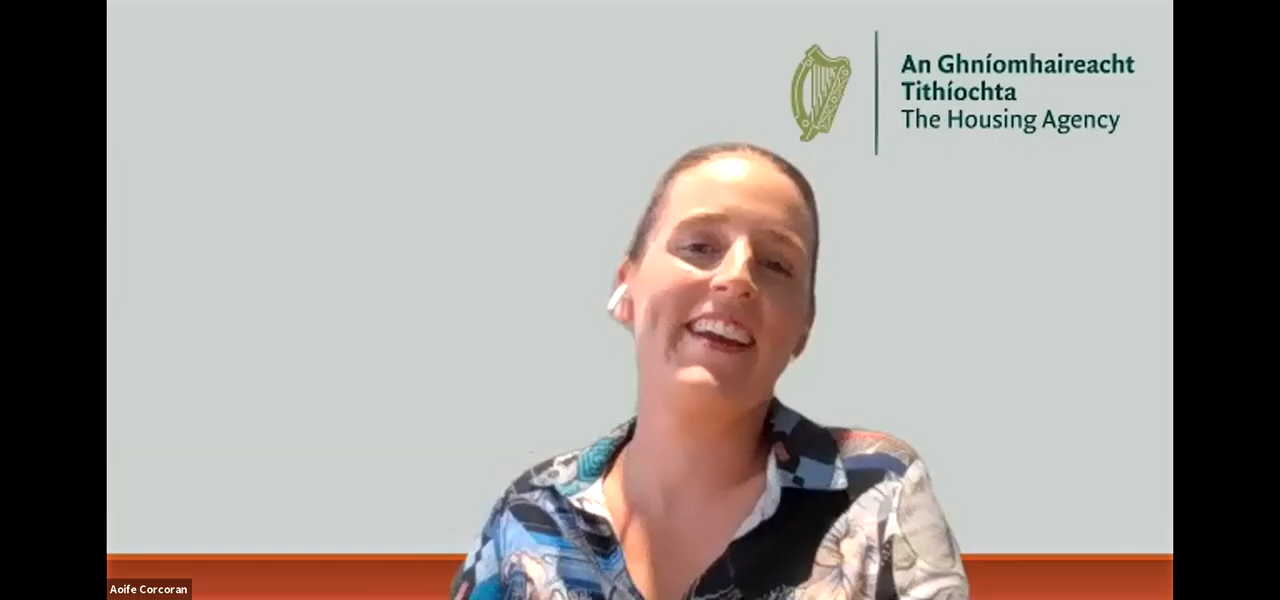 An Ghníomhaireacht
Tithíochta
The Housing Agency
Aoife Corcoran